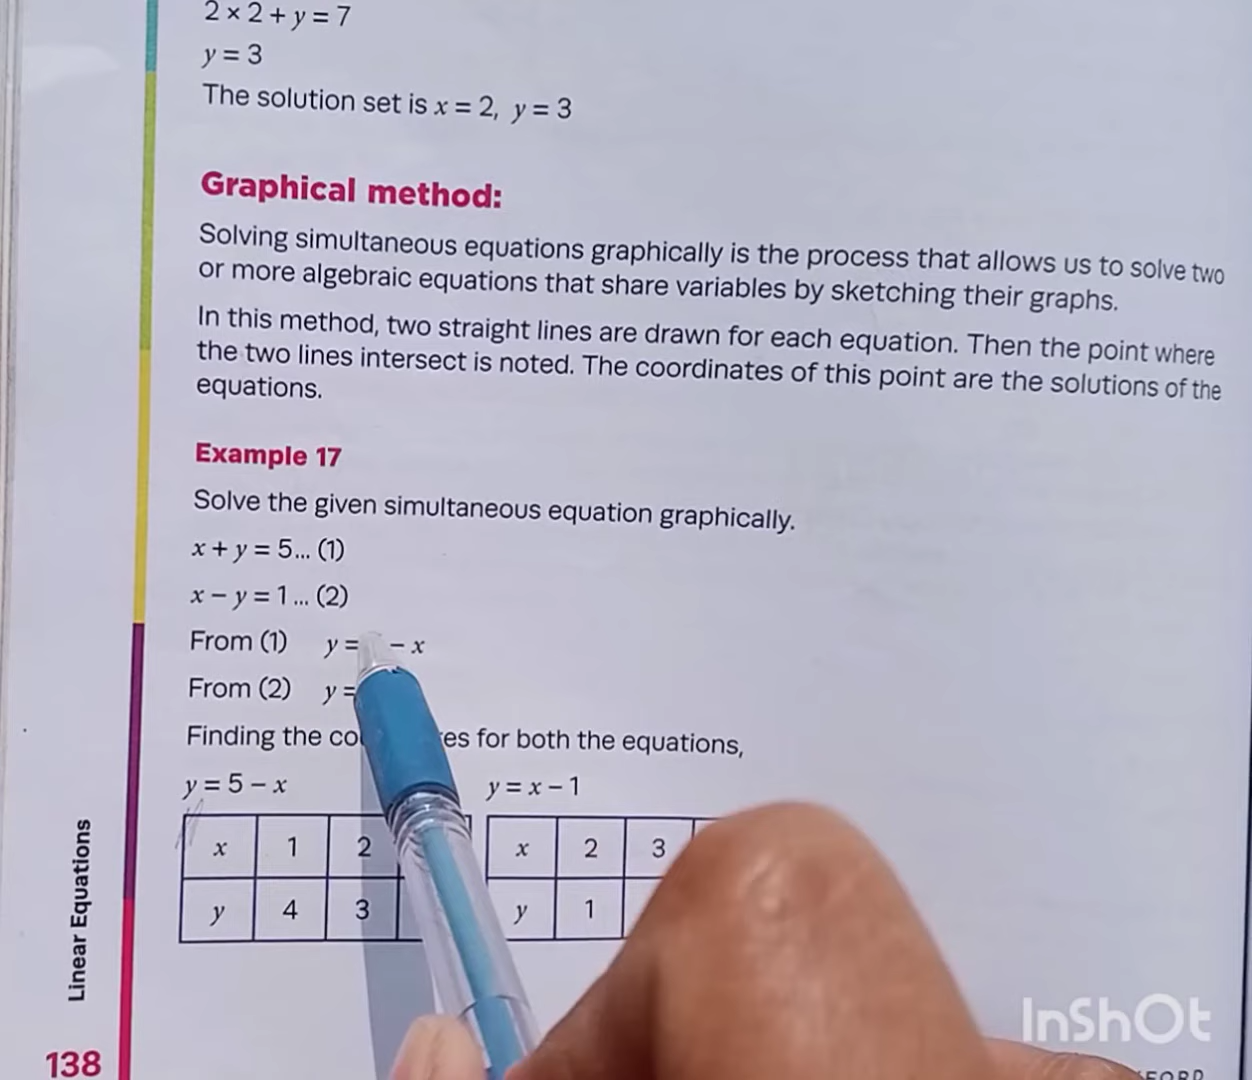 2 × 2 + y = 7
y = 3
The solution set is x = 2, y = 3
Graphical method:
Solving simultaneous equations graphically is the process that allows us to solve two
or more algebraic equations that share variables by sketching their graphs.
In this method, two straight lines are drawn for each equation. Then the point where
the two lines intersect is noted. The coordinates of this point are the solutions of the
equations.
Example 17
Solve the given simultaneous equation graphically.
x + y = 5... (1)
x − y = 1... (2)
From (1) y = − x
From (2) y =
Finding the for both the equations,
y = 5 − x y = x − 1
x 1 2 x 2 3
y 4 3 y 1
Linear Equations
138
InShOt